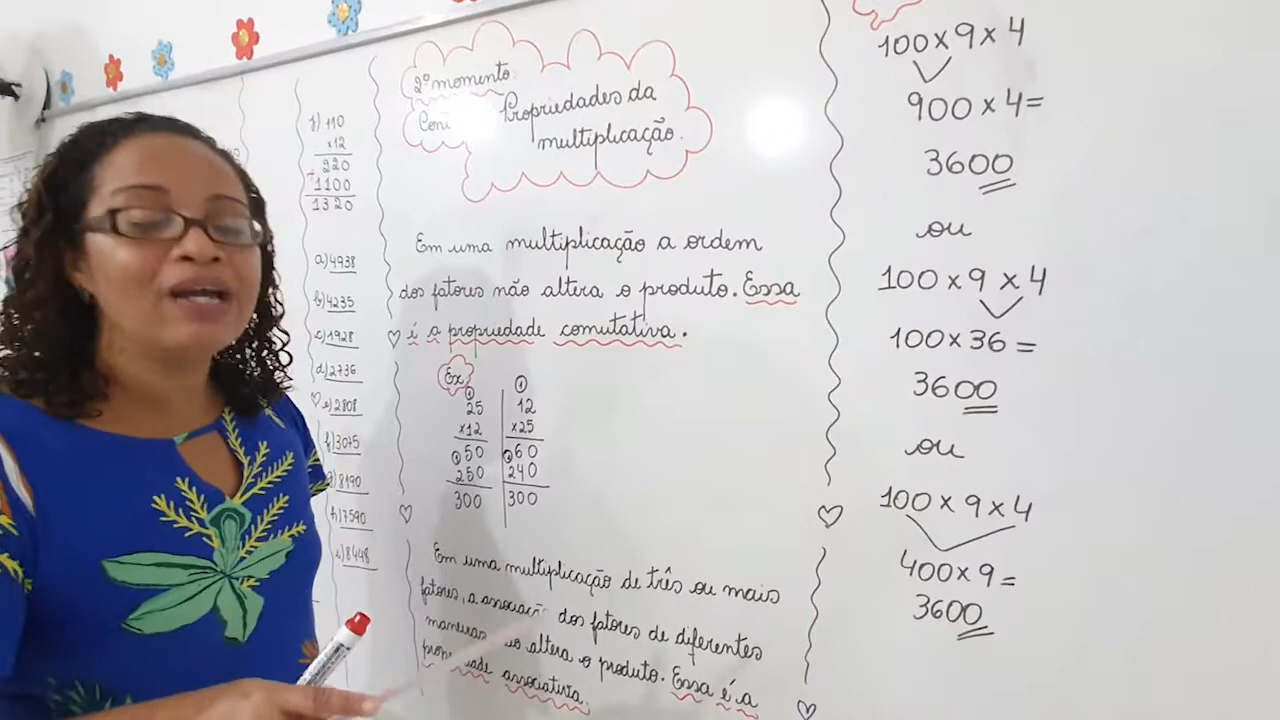 j) 110
x12
220
+1100
1320
a) 4938
b) 4235
c) 1928
d) 2736
e) 2808
f) 3075
g) 8190
h) 7590
i) 8448
2º momento.
Propriedades da
multiplicação.
Em uma multiplicação a ordem
dos fatores não altera o produto. Essa
é a propriedade comutativa.
Ex
1 1
25 12
x12 x25
1 50 1 60
250 240
300 300
Em uma multiplicação de três ou mais
fatores, a dos fatores de diferentes
maneiras altera o produto. Essa é a
associativa.
100 x 9 x 4
900 x 4 =
3600
ou
100 x 9 x 4
100 x 36 =
3600
ou
100 x 9 x 4
400 x 9 =
3600